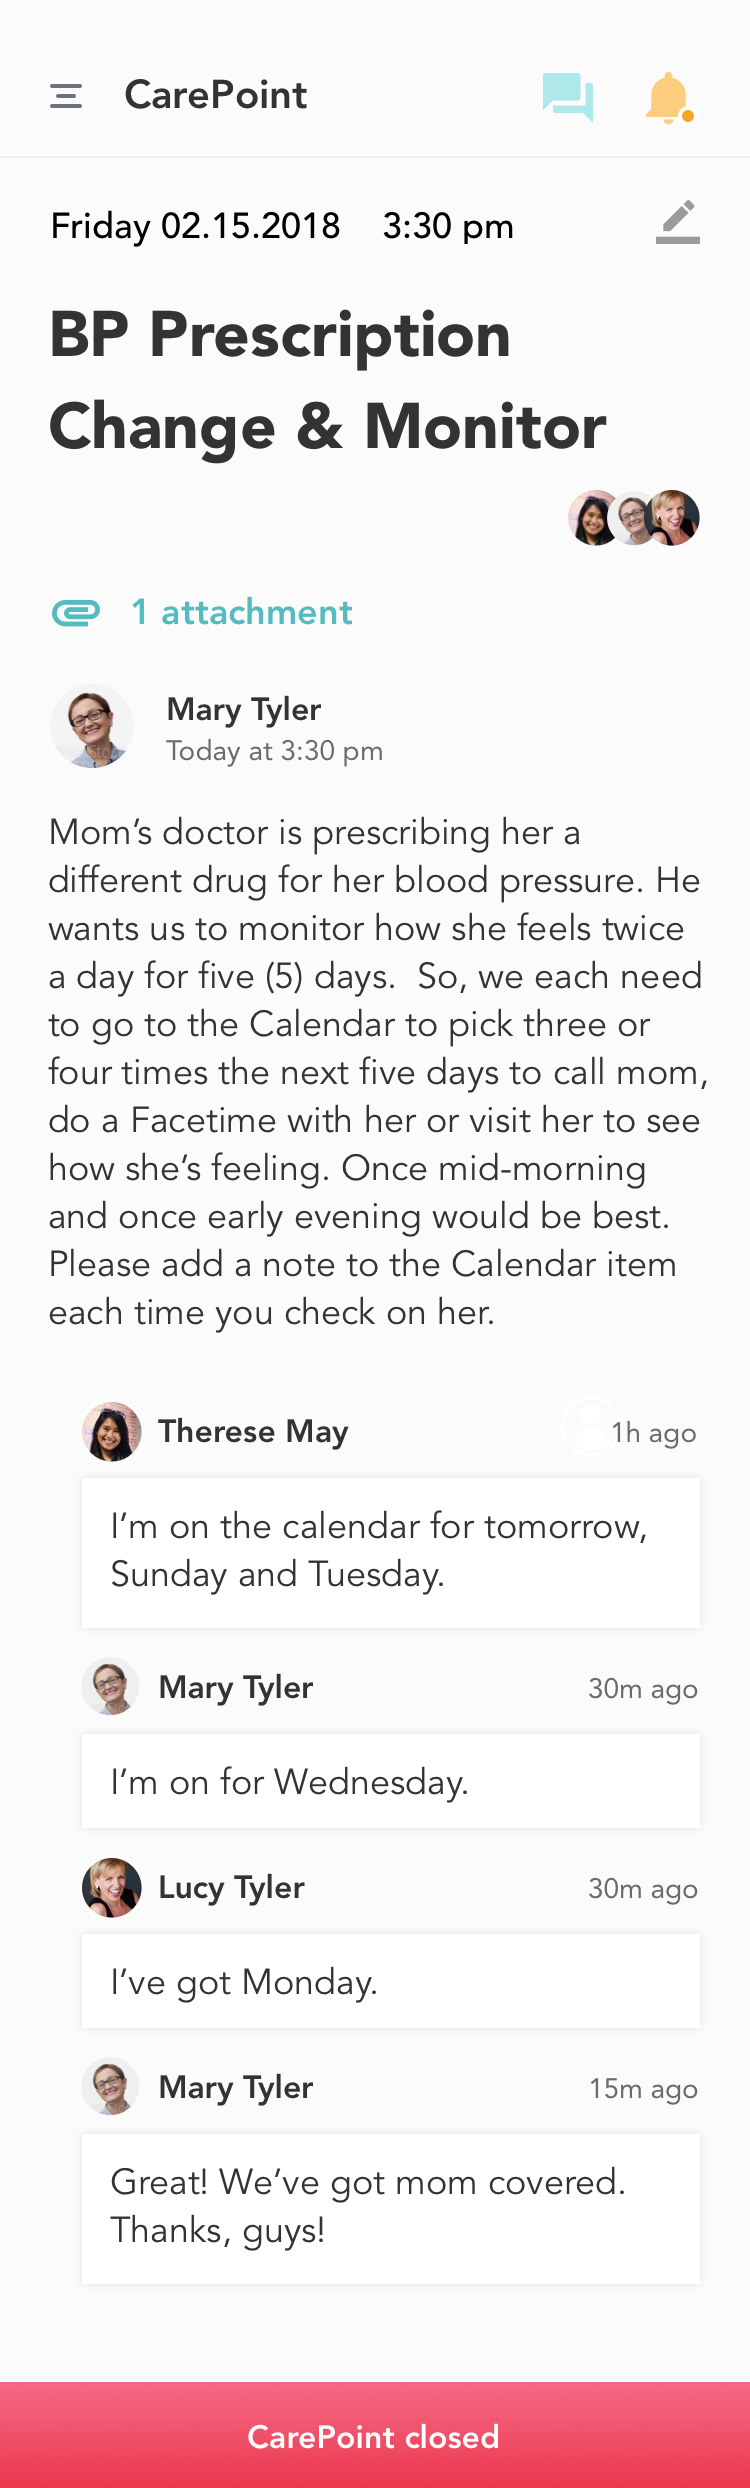 CarePoint
Friday 02.15.2018 3:30 pm
BP Prescription
Change & Monitor
1 attachment
Mary Tyler
Today at 3:30 pm
Mom’s doctor is prescribing her a
different drug for her blood pressure. He
wants us to monitor how she feels twice
a day for five (5) days.  So, we each need
to go to the Calendar to pick three or
four times the next five days to call mom,
do a Facetime with her or visit her to see
how she’s feeling. Once mid-morning
and once early evening would be best.
Please add a note to the Calendar item
each time you check on her.
Therese May 1h ago
I’m on the calendar for tomorrow,
Sunday and Tuesday.
Mary Tyler 30m ago
I’m on for Wednesday.
Lucy Tyler 30m ago
I’ve got Monday.
Mary Tyler 15m ago
Great! We’ve got mom covered.
Thanks, guys!
CarePoint closed